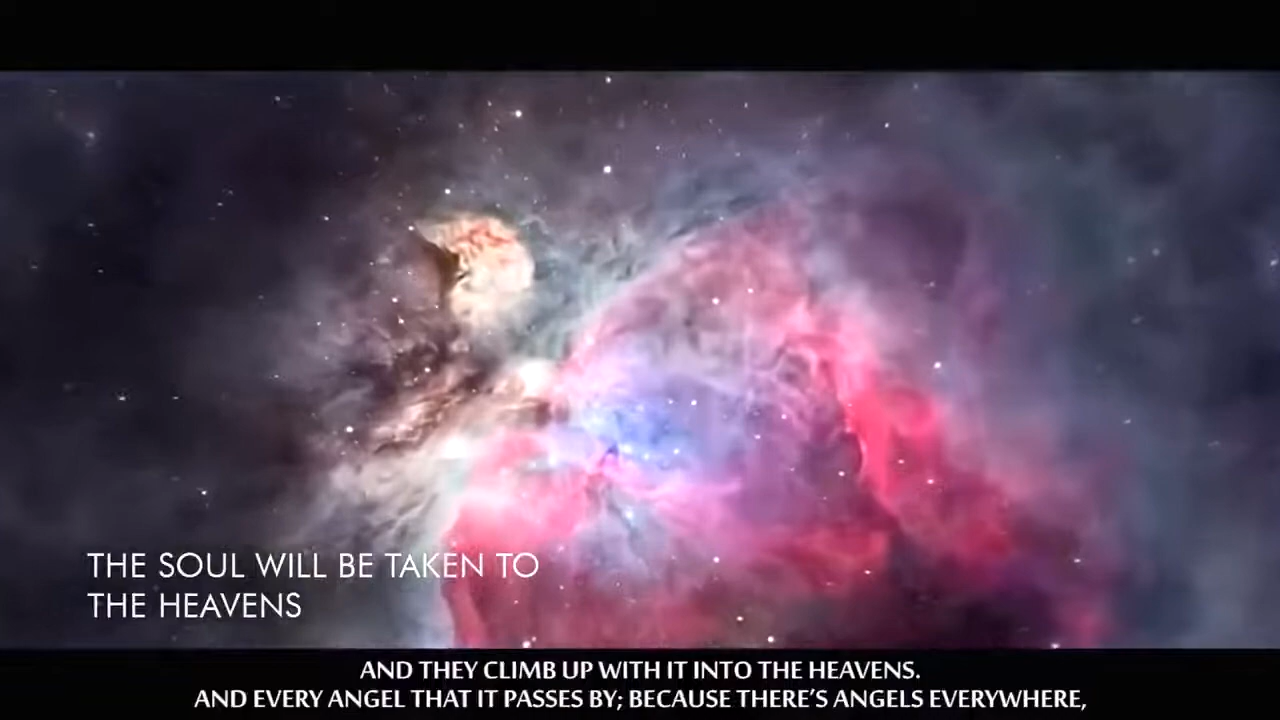 THE SOUL WILL BE TAKEN TO
THE HEAVENS
AND THEY CLIMB UP WITH IT INTO THE HEAVENS.
AND EVERY ANGEL THAT IT PASSES BY; BECAUSE THERE'S ANGELS EVERYWHERE,